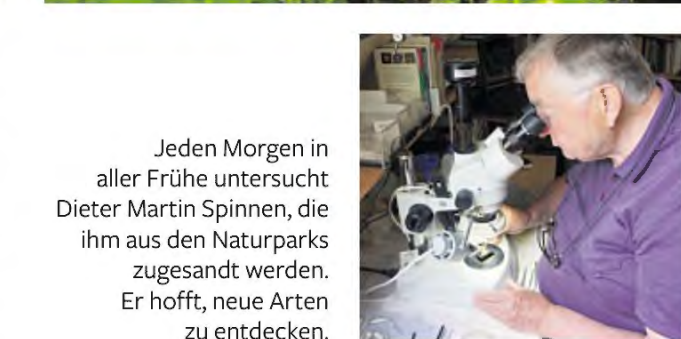 Jeden Morgen in
aller Frühe untersucht
Dieter Martin Spinnen, die
ihm aus den Naturparks
zugesandt werden.
Er hofft, neue Arten
zu entdecken.